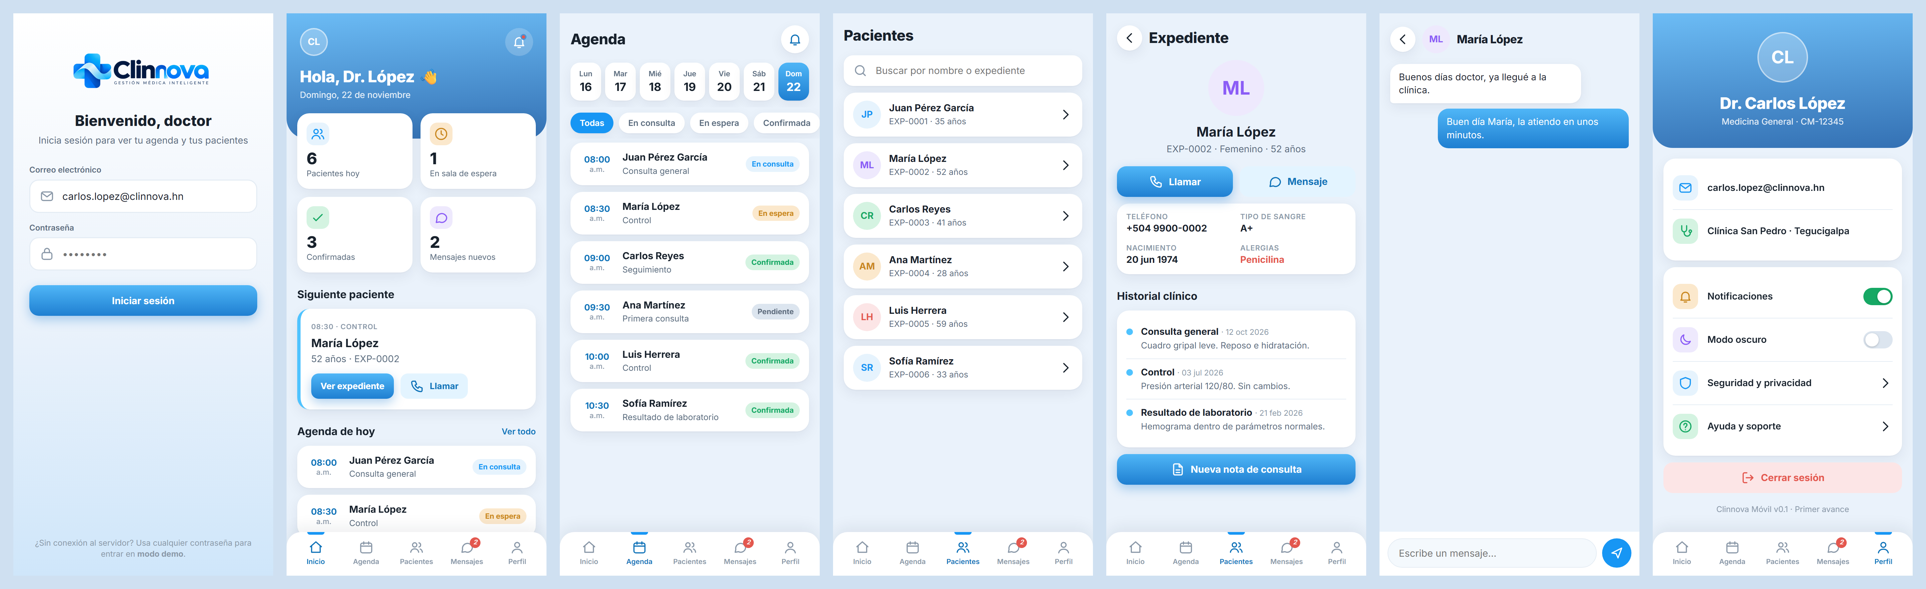 Clinnova
GESTIÓN MÉDICA INTELIGENTE
Bienvenido, doctor
Inicia sesión para ver tu agenda y tus pacientes
Correo electrónico
carlos.lopez@clinnova.hn
Contraseña
Iniciar sesión
¿Sin conexión al servidor? Usa cualquier contraseña para
entrar en modo demo.
CL
Hola, Dr. López 👋
Domingo, 22 de noviembre
6
Pacientes hoy
1
En sala de espera
3
Confirmadas
2
Mensajes nuevos
Siguiente paciente
08:30 · CONTROL
María López
52 años · EXP-0002
Ver expediente
Llamar
Agenda de hoy
Ver todo
08:00
a.m.
Juan Pérez García
Consulta general
En consulta
08:30
a.m.
María López
Control
En espera
Inicio
Agenda
Pacientes
2
Mensajes
Perfil
Agenda
Lun
16
Mar
17
Mié
18
Jue
19
Vie
20
Sáb
21
Dom
22
Todas
En consulta
En espera
Confirmada
08:00
a.m.
Juan Pérez García
Consulta general
En consulta
08:30
a.m.
María López
Control
En espera
09:00
a.m.
Carlos Reyes
Seguimiento
Confirmada
09:30
a.m.
Ana Martínez
Primera consulta
Pendiente
10:00
a.m.
Luis Herrera
Control
Confirmada
10:30
a.m.
Sofía Ramírez
Resultado de laboratorio
Confirmada
Inicio
Agenda
Pacientes
2
Mensajes
Perfil
Pacientes
Buscar por nombre o expediente
JP
Juan Pérez García
EXP-0001 · 35 años
ML
María López
EXP-0002 · 52 años
CR
Carlos Reyes
EXP-0003 · 41 años
AM
Ana Martínez
EXP-0004 · 28 años
LH
Luis Herrera
EXP-0005 · 59 años
SR
Sofía Ramírez
EXP-0006 · 33 años
Inicio
Agenda
Pacientes
2
Mensajes
Perfil
Expediente
ML
María López
EXP-0002 · Femenino · 52 años
Llamar
Mensaje
TELÉFONO
+504 9900-0002
TIPO DE SANGRE
A+
NACIMIENTO
20 jun 1974
ALERGIAS
Penicilina
Historial clínico
Consulta general · 12 oct 2026
Cuadro gripal leve. Reposo e hidratación.
Control · 03 jul 2026
Presión arterial 120/80. Sin cambios.
Resultado de laboratorio · 21 feb 2026
Hemograma dentro de parámetros normales.
Nueva nota de consulta
Inicio
Agenda
Pacientes
2
Mensajes
Perfil
ML
María López
Buenos días doctor, ya llegué a la
clínica.
Buen día María, la atiendo en unos
minutos.
Escribe un mensaje...
CL
Dr. Carlos López
Medicina General · CM-12345
carlos.lopez@clinnova.hn
Clínica San Pedro · Tegucigalpa
Notificaciones
Modo oscuro
Seguridad y privacidad
Ayuda y soporte
Cerrar sesión
Clinnova Móvil v0.1 · Primer avance
Inicio
Agenda
Pacientes
2
Mensajes
Perfil